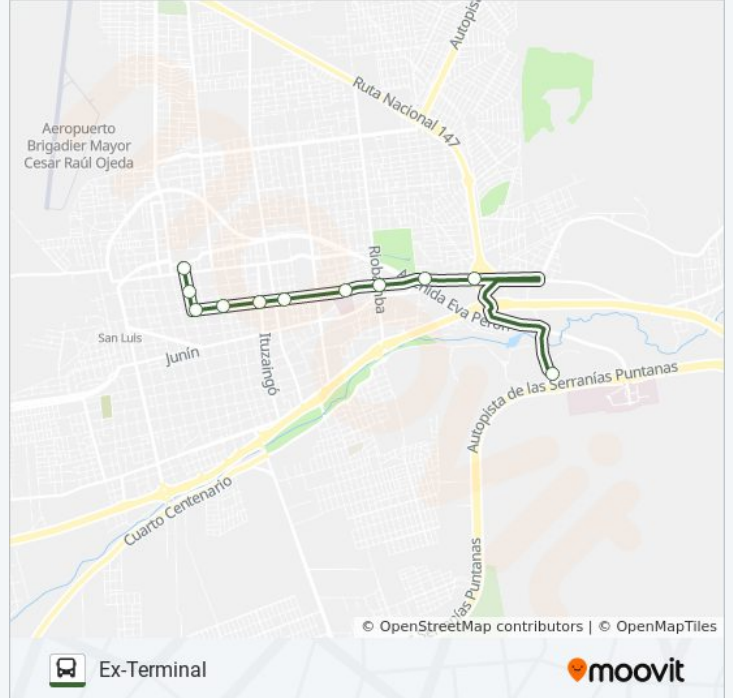 Autopista
Ruta Nacional 147
Aeropuerto
Brigadier Mayor
Cesar Raúl Ojeda
Riobamba
Avenida Eva Perón
San Luis
Junín
Ituzaingó
Autopista de las Serranías Puntanas
Cuarto Centenario
Serranías Puntanas
© OpenStreetMap contributors | © OpenMapTiles
Ex-Terminal
moovit